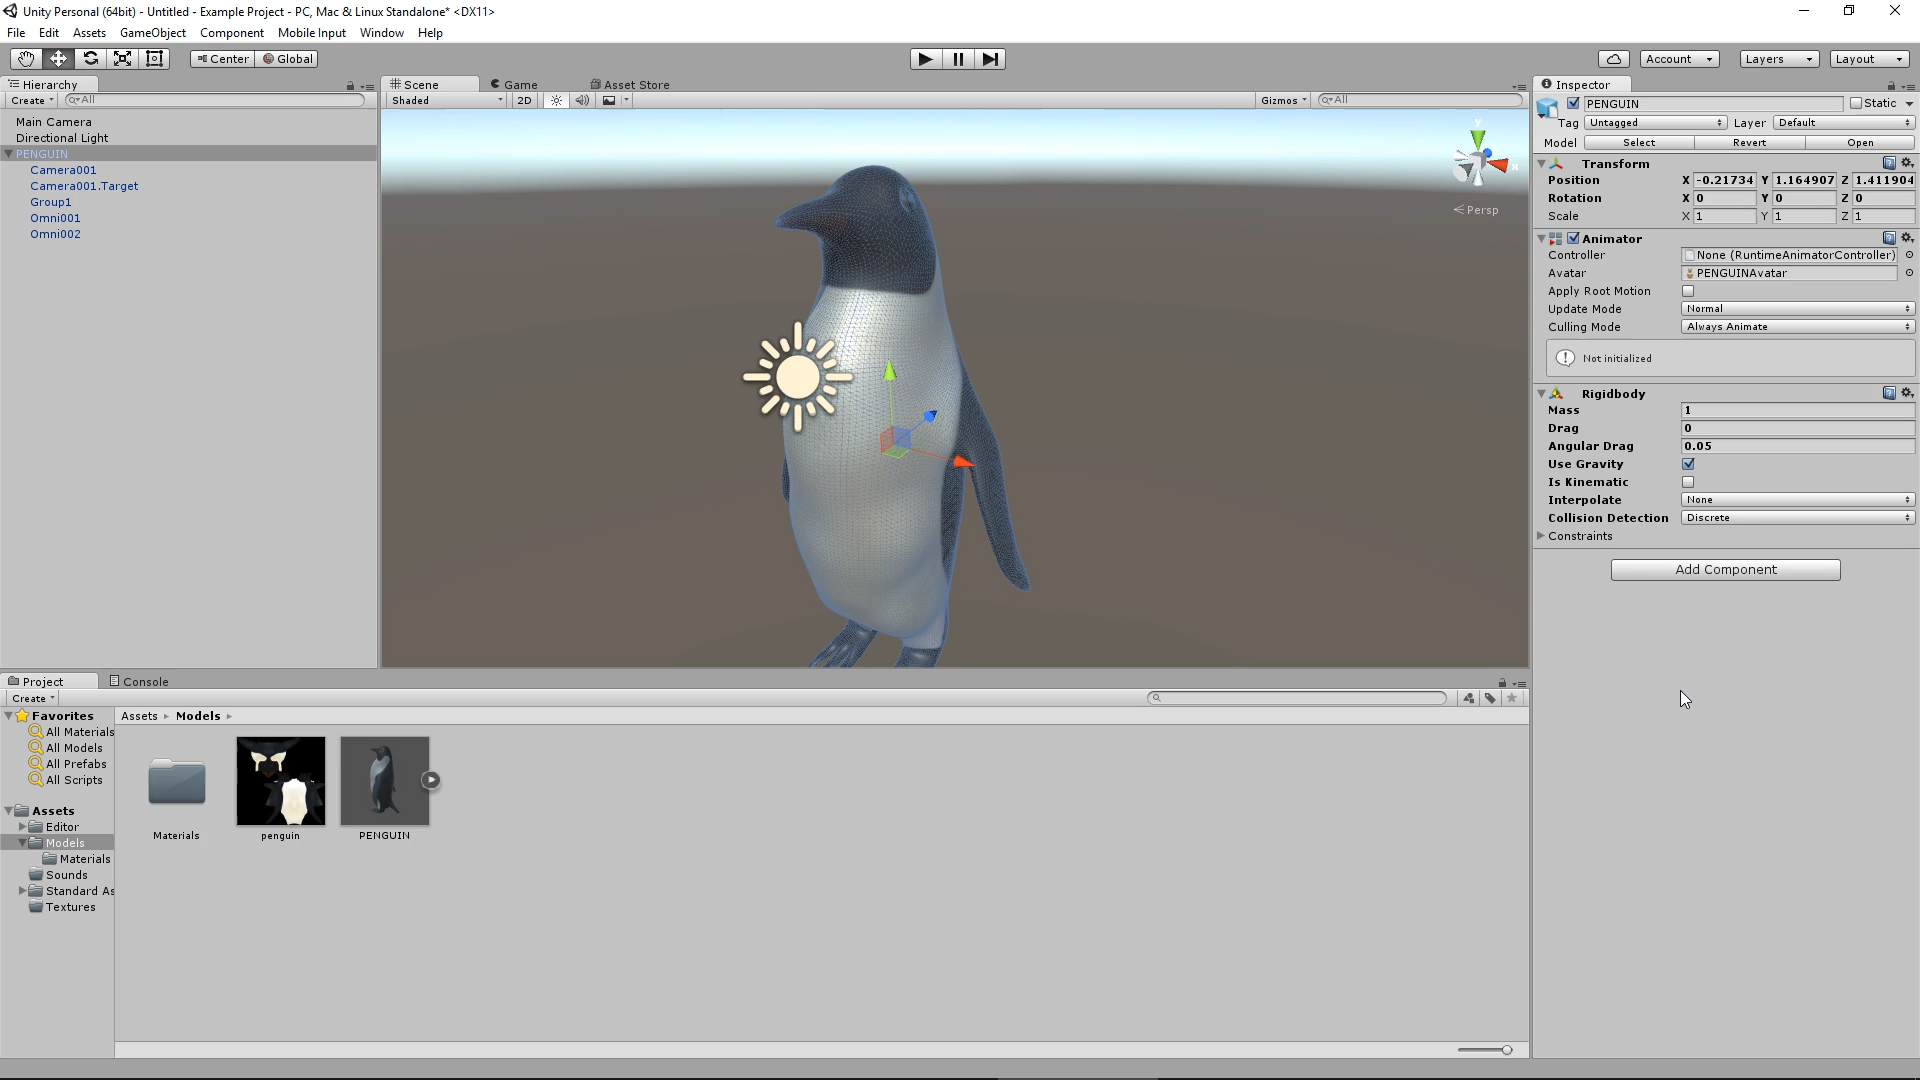 Unity Personal (64bit) - Untitled - Example Project - PC, Mac & Linux Standalone* <DX11>
File Edit Assets GameObject Component Mobile Input Window Help
Center Global
Account Layers Layout
Hierarchy
Create All
Main Camera
Directional Light
PENGUIN
Camera001
Camera001.Target
Group1
Omni001
Omni002
Scene Game Asset Store
Shaded 2D Gizmos All
y
x
Persp
Inspector
PENGUIN Static
Tag Untagged Layer Default
Model Select Revert Open
Transform
Position X -0.21734 Y 1.164907 Z 1.411904
Rotation X 0 Y 0 Z 0
Scale X 1 Y 1 Z 1
Animator
Controller None (RuntimeAnimatorController)
Avatar PENGUINAvatar
Apply Root Motion
Update Mode Normal
Culling Mode Always Animate
Not initialized
Rigidbody
Mass 1
Drag 0
Angular Drag 0.05
Use Gravity
Is Kinematic
Interpolate None
Collision Detection Discrete
Constraints
Add Component
Project Console
Create
Favorites
All Materials
All Models
All Prefabs
All Scripts
Assets
Editor
Models
Materials
Sounds
Standard As
Textures
Assets Models
Materials penguin PENGUIN